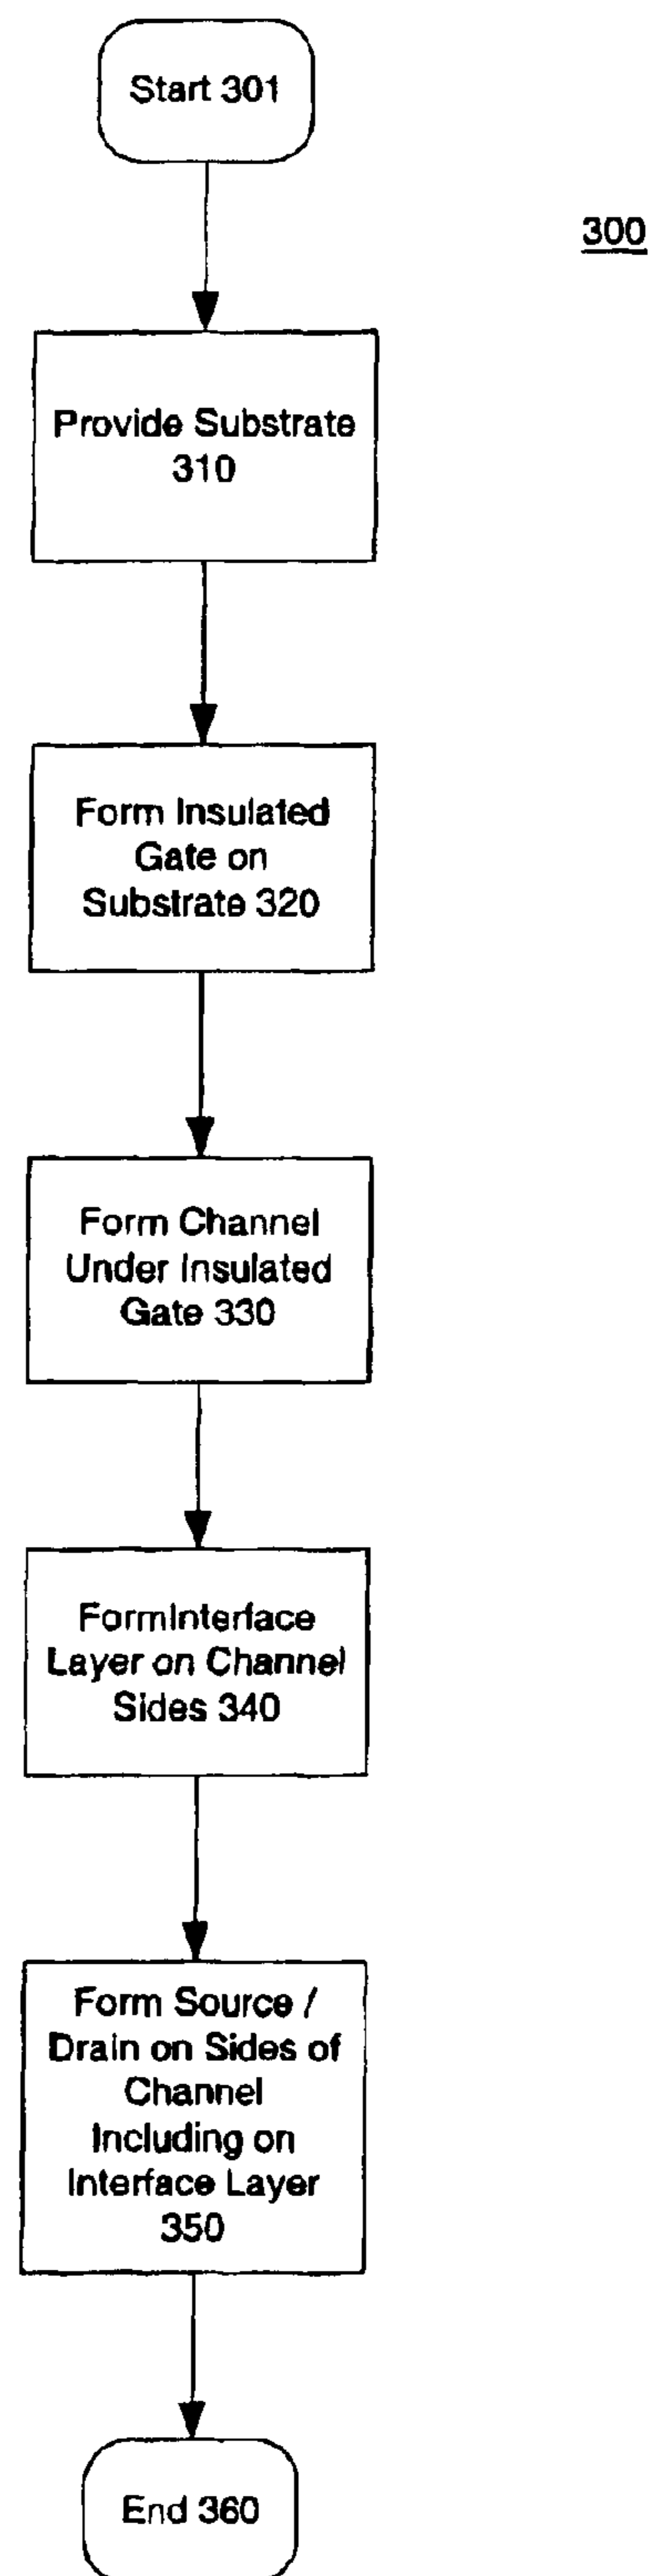 Start 301
300
Provide Substrate
310
Form Insulated
Gate on
Substrate 320
Form Channel
Under Insulated
Gate 330
FormInterface
Layer on Channel
Sides 340
Form Source /
Drain on Sides of
Channel
Including on
Interface Layer
350
End 360